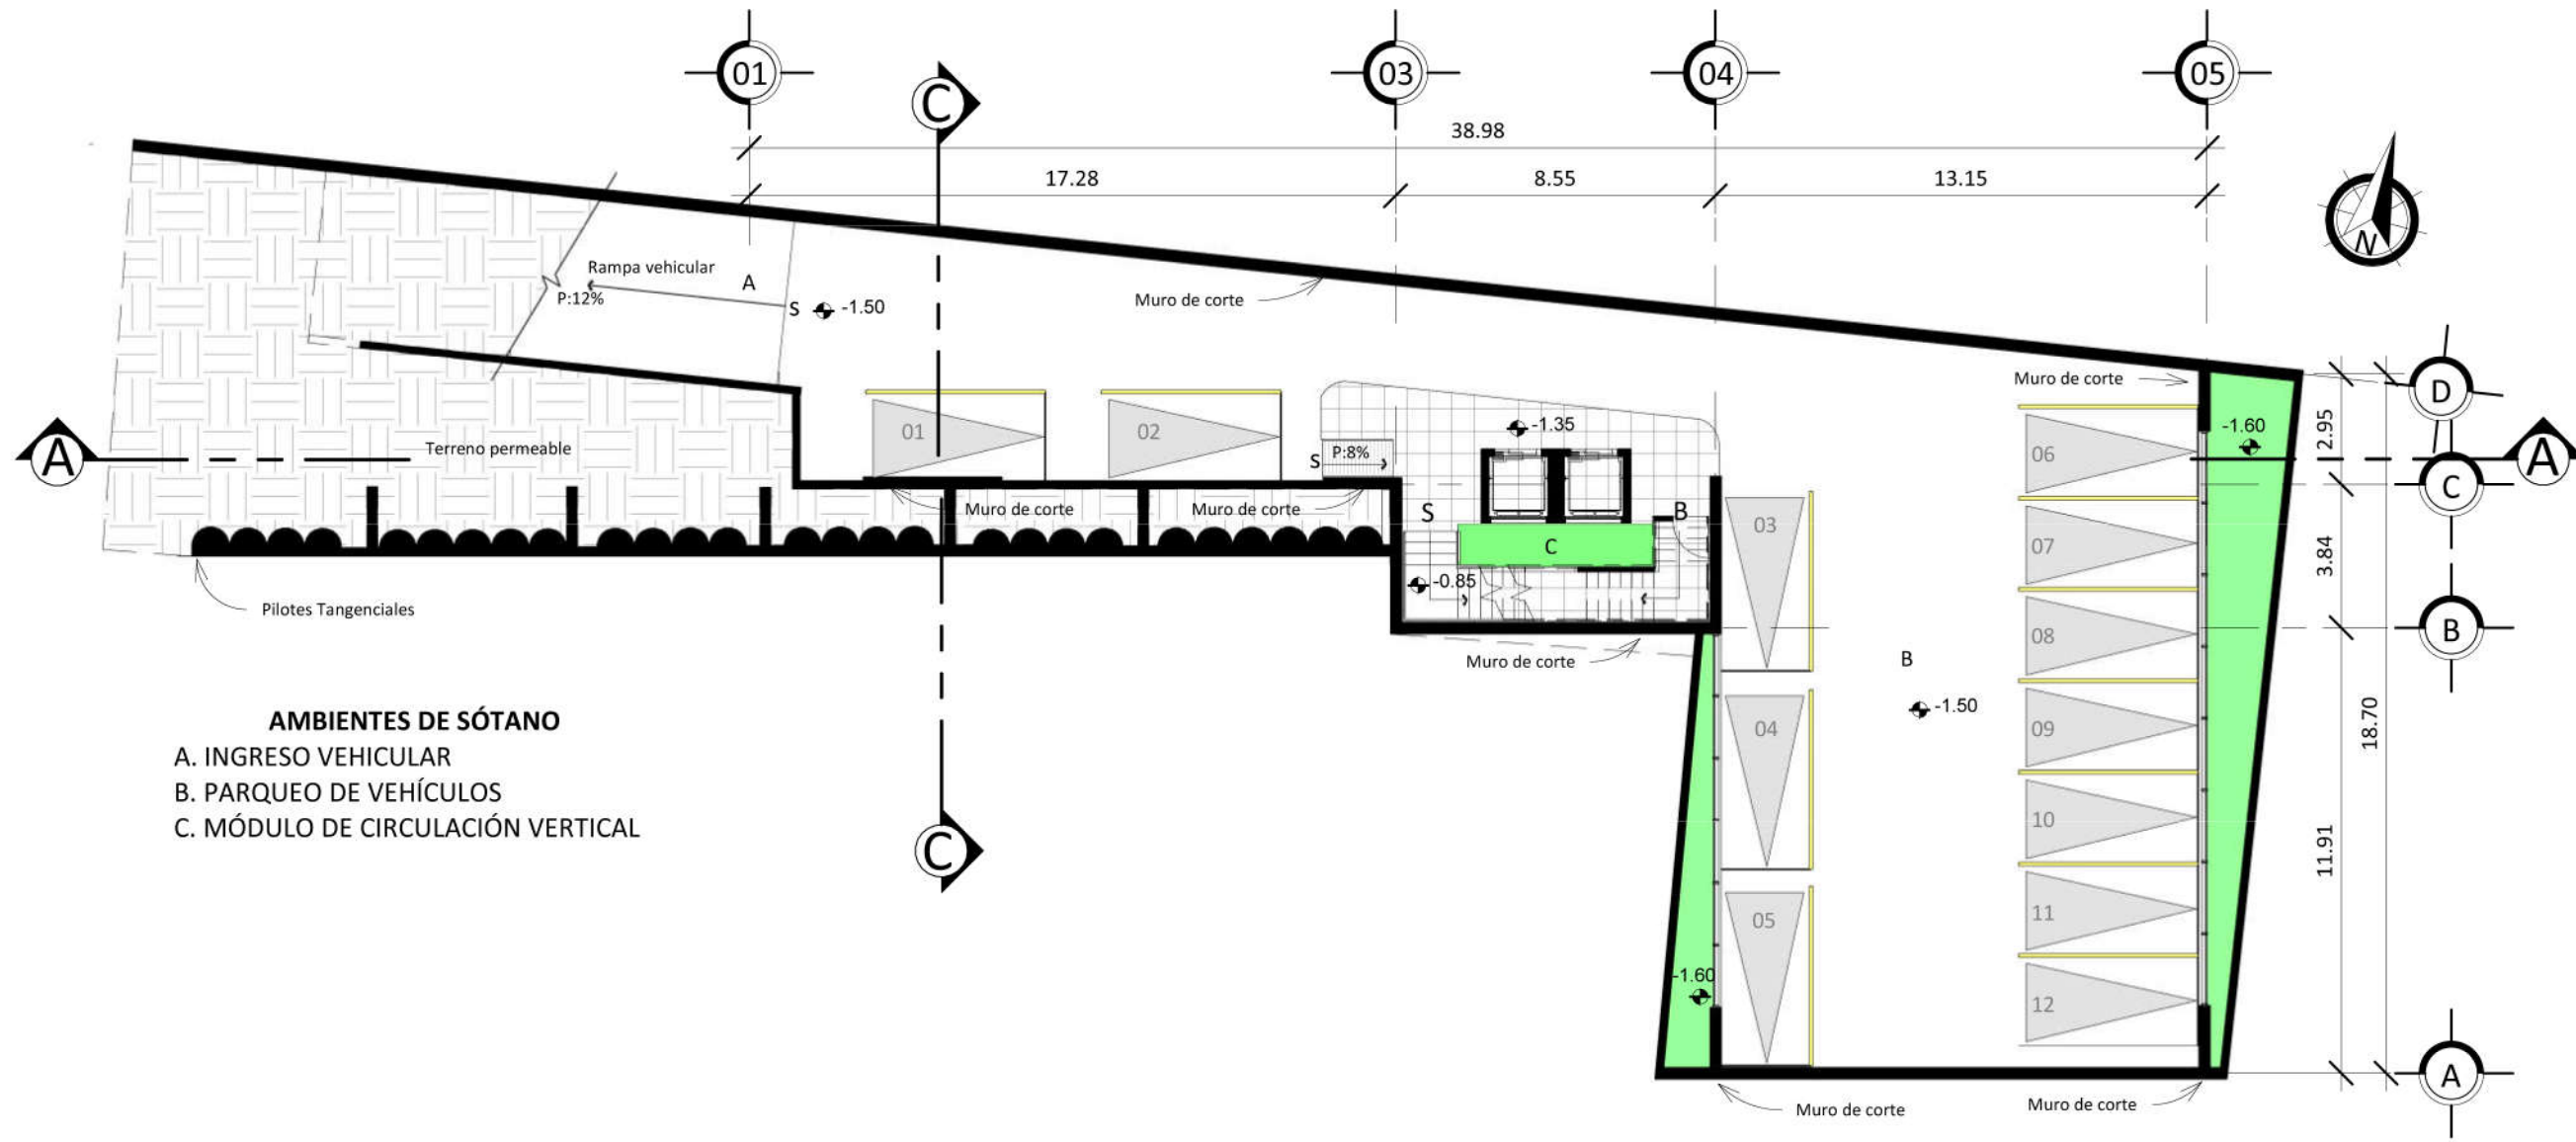 01
03
04
05
C
38.98
17.28
8.55
13.15
N
Rampa vehicular
A
P:12%
S
-1.50
Muro de corte
Muro de corte
D
2.95
A
Terreno permeable
01
02
P:8%
S
-1.35
06
-1.60
A
C
Muro de corte
Muro de corte
S
B
03
07
3.84
C
-0.85
Pilotes Tangenciales
Muro de corte
08
B
B
-1.50
04
09
18.70
AMBIENTES DE SÓTANO
A. INGRESO VEHICULAR
B. PARQUEO DE VEHÍCULOS
C. MÓDULO DE CIRCULACIÓN VERTICAL
C
10
11.91
05
11
-1.60
12
A
Muro de corte
Muro de corte